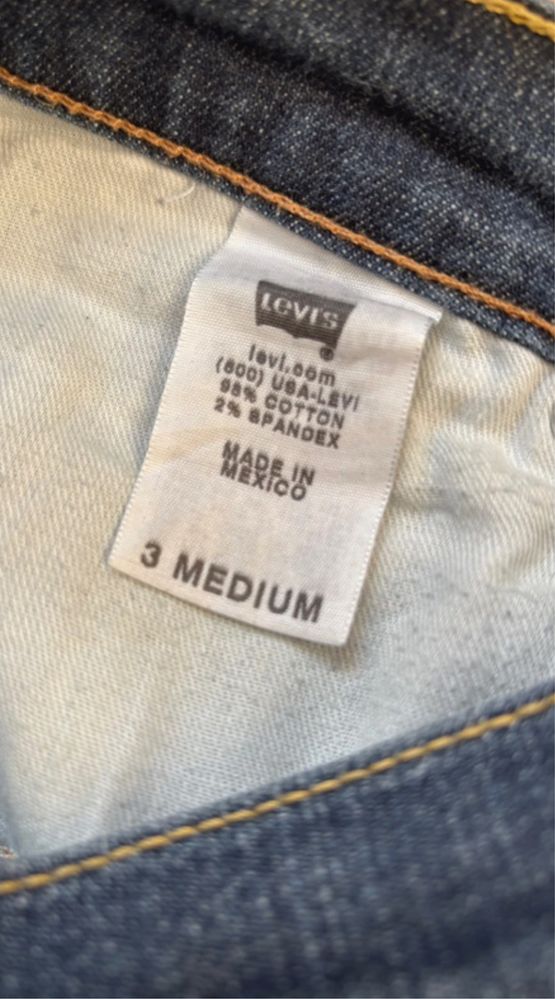 Levi's
®
levi.com
(800) USA-LEVI
98% COTTON
2% SPANDEX
MADE IN
MEXICO
3 MEDIUM